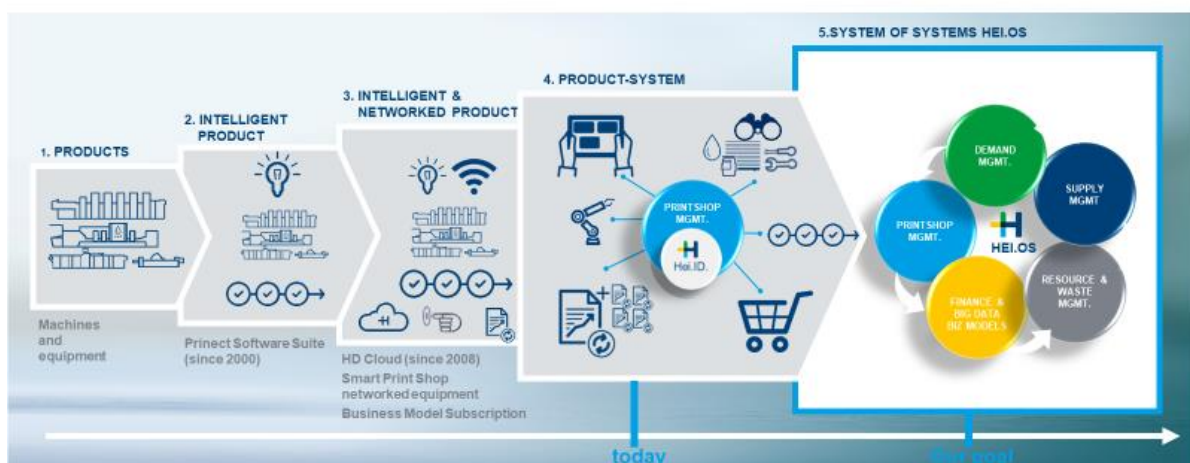 5.SYSTEM OF SYSTEMS HEI.OS
4. PRODUCT-SYSTEM
3. INTELLIGENT &
NETWORKED PRODUCT
2. INTELLIGENT
PRODUCT
1. PRODUCTS
DEMAND
MGMT.
SUPPLY
MGMT
PRINTSHOP
MGMT.
HEI.OS
RESOURCE &
WASTE
MGMT.
FINANCE &
BIG DATA
BIZ MODELS
PRINTSHOP
MGMT.
Hei.ID.
Machines
and
equipment
Prinect Software Suite
(since 2000)
HD Cloud (since 2008)
Smart Print Shop
networked equipment
Business Model Subscription
today
Our goal